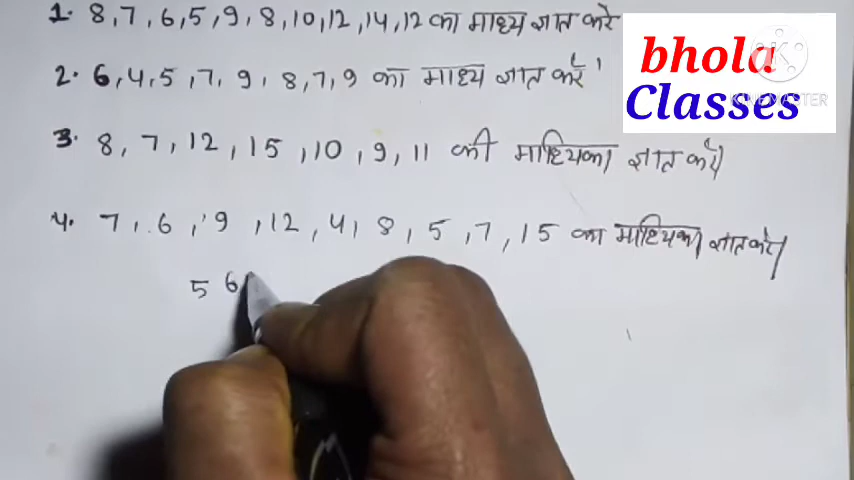 1. 8, 7, 6, 5, 9, 8, 10, 12, 14, 12 का माध्य ज्ञात करें
2. 6, 4, 5, 7, 9, 8, 7, 9 का माध्य ज्ञात करें ।
3. 8, 7, 12, 15, 10, 9, 11 की माध्यिका ज्ञात करें
4. 7, 6, 9, 12, 4, 8, 5, 7, 15 का माध्यिका ज्ञात करें
5 6
bhola
Classes
KINEMASTER